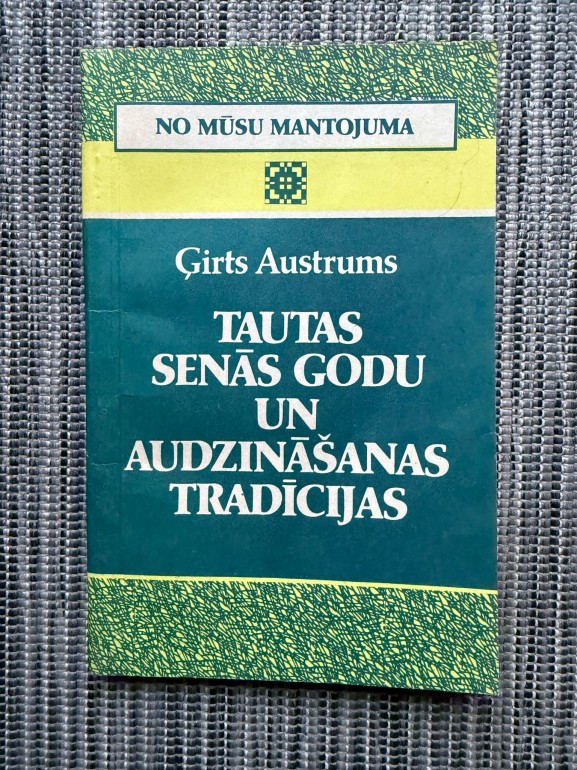 NO MŪSU MANTOJUMA
Ģirts Austrums
TAUTAS
SENĀS GODU
UN
AUDZINĀŠANAS
TRADĪCIJAS